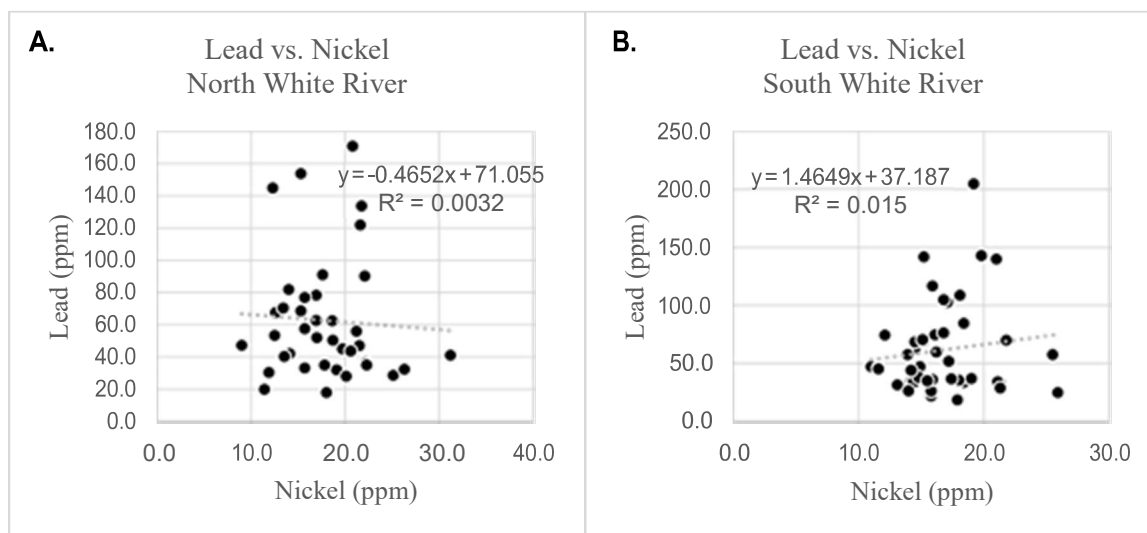 A.
Lead vs. Nickel
North White River
180.0
160.0
140.0
120.0
100.0
80.0
60.0
40.0
20.0
0.0
Lead (ppm)
y=-0.4652x+71.055
R² = 0.0032
0.0 10.0 20.0 30.0 40.0
Nickel (ppm)
B.
Lead vs. Nickel
South White River
250.0
200.0
150.0
100.0
50.0
0.0
Lead (ppm)
y=1.4649x+37.187
R² = 0.015
0.0 10.0 20.0 30.0
Nickel (ppm)